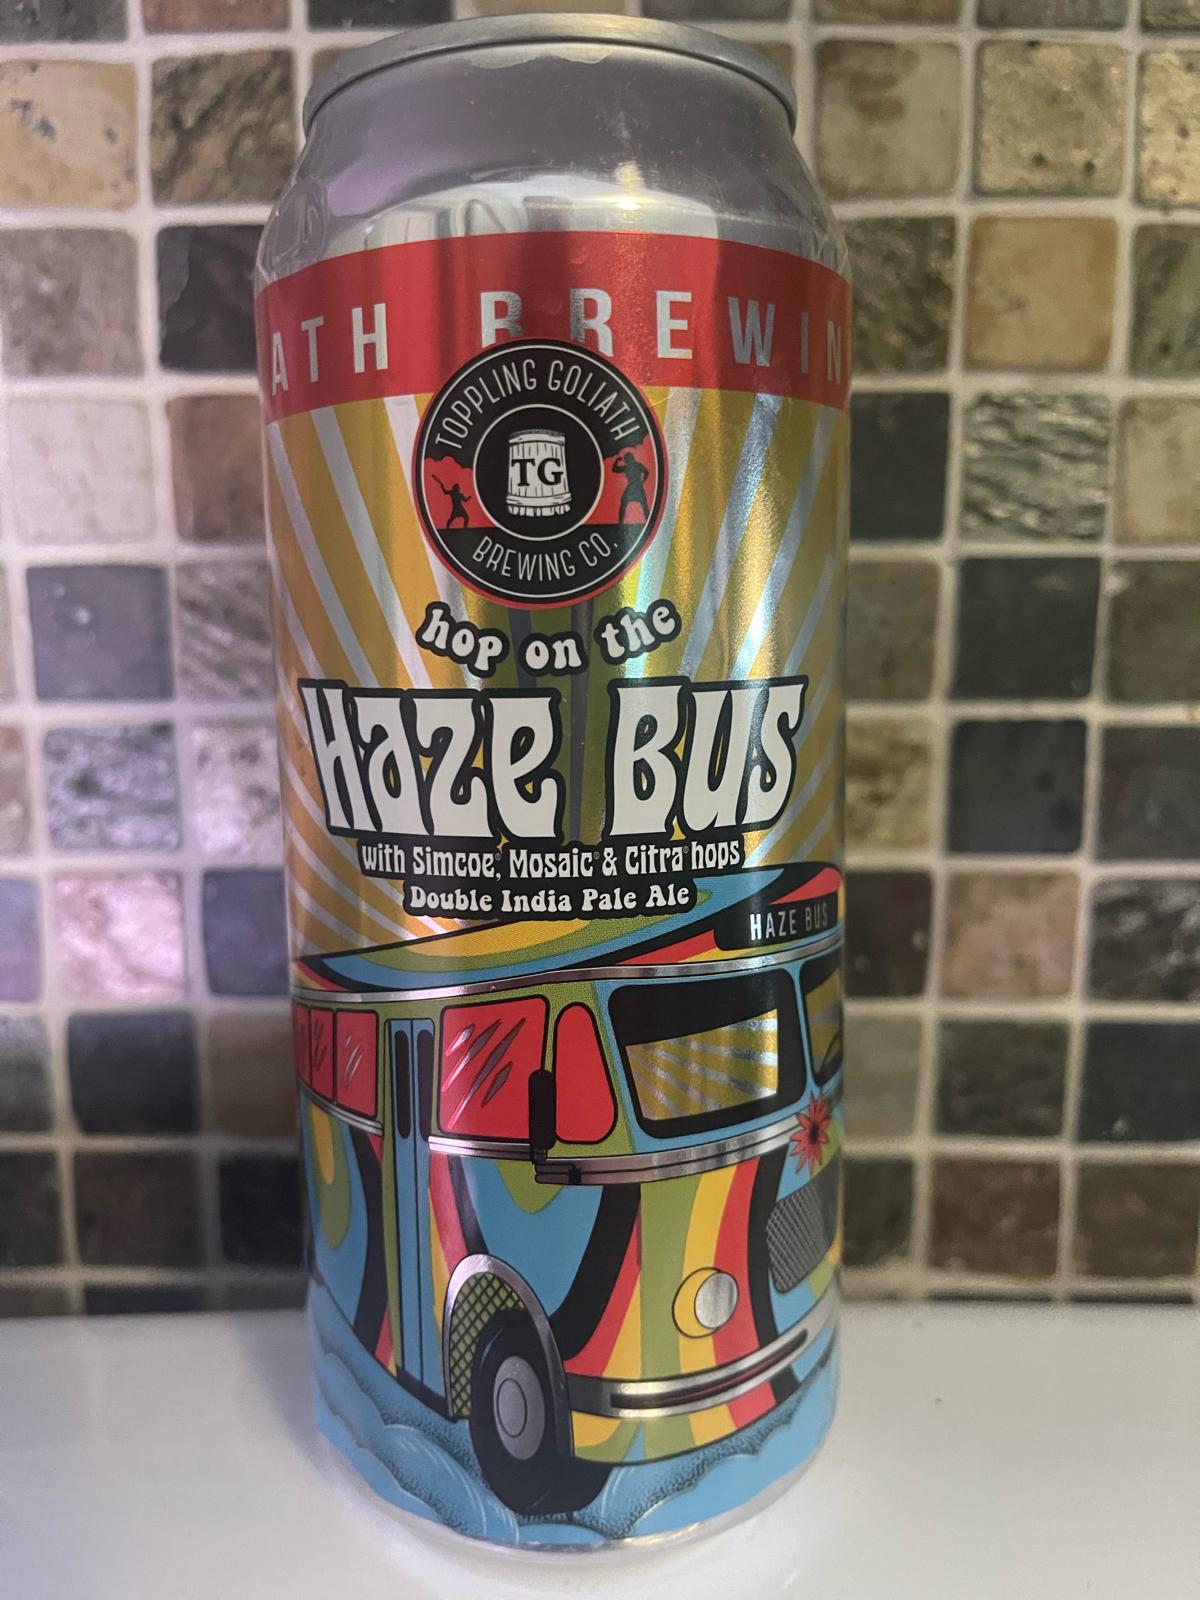 ATH BREWIN
TOPPLING GOLIATH
TG
BREWING CO.
hop on the
Haze Bus
with Simcoe®, Mosaic® & Citra® hops
Double India Pale Ale
HAZE BUS